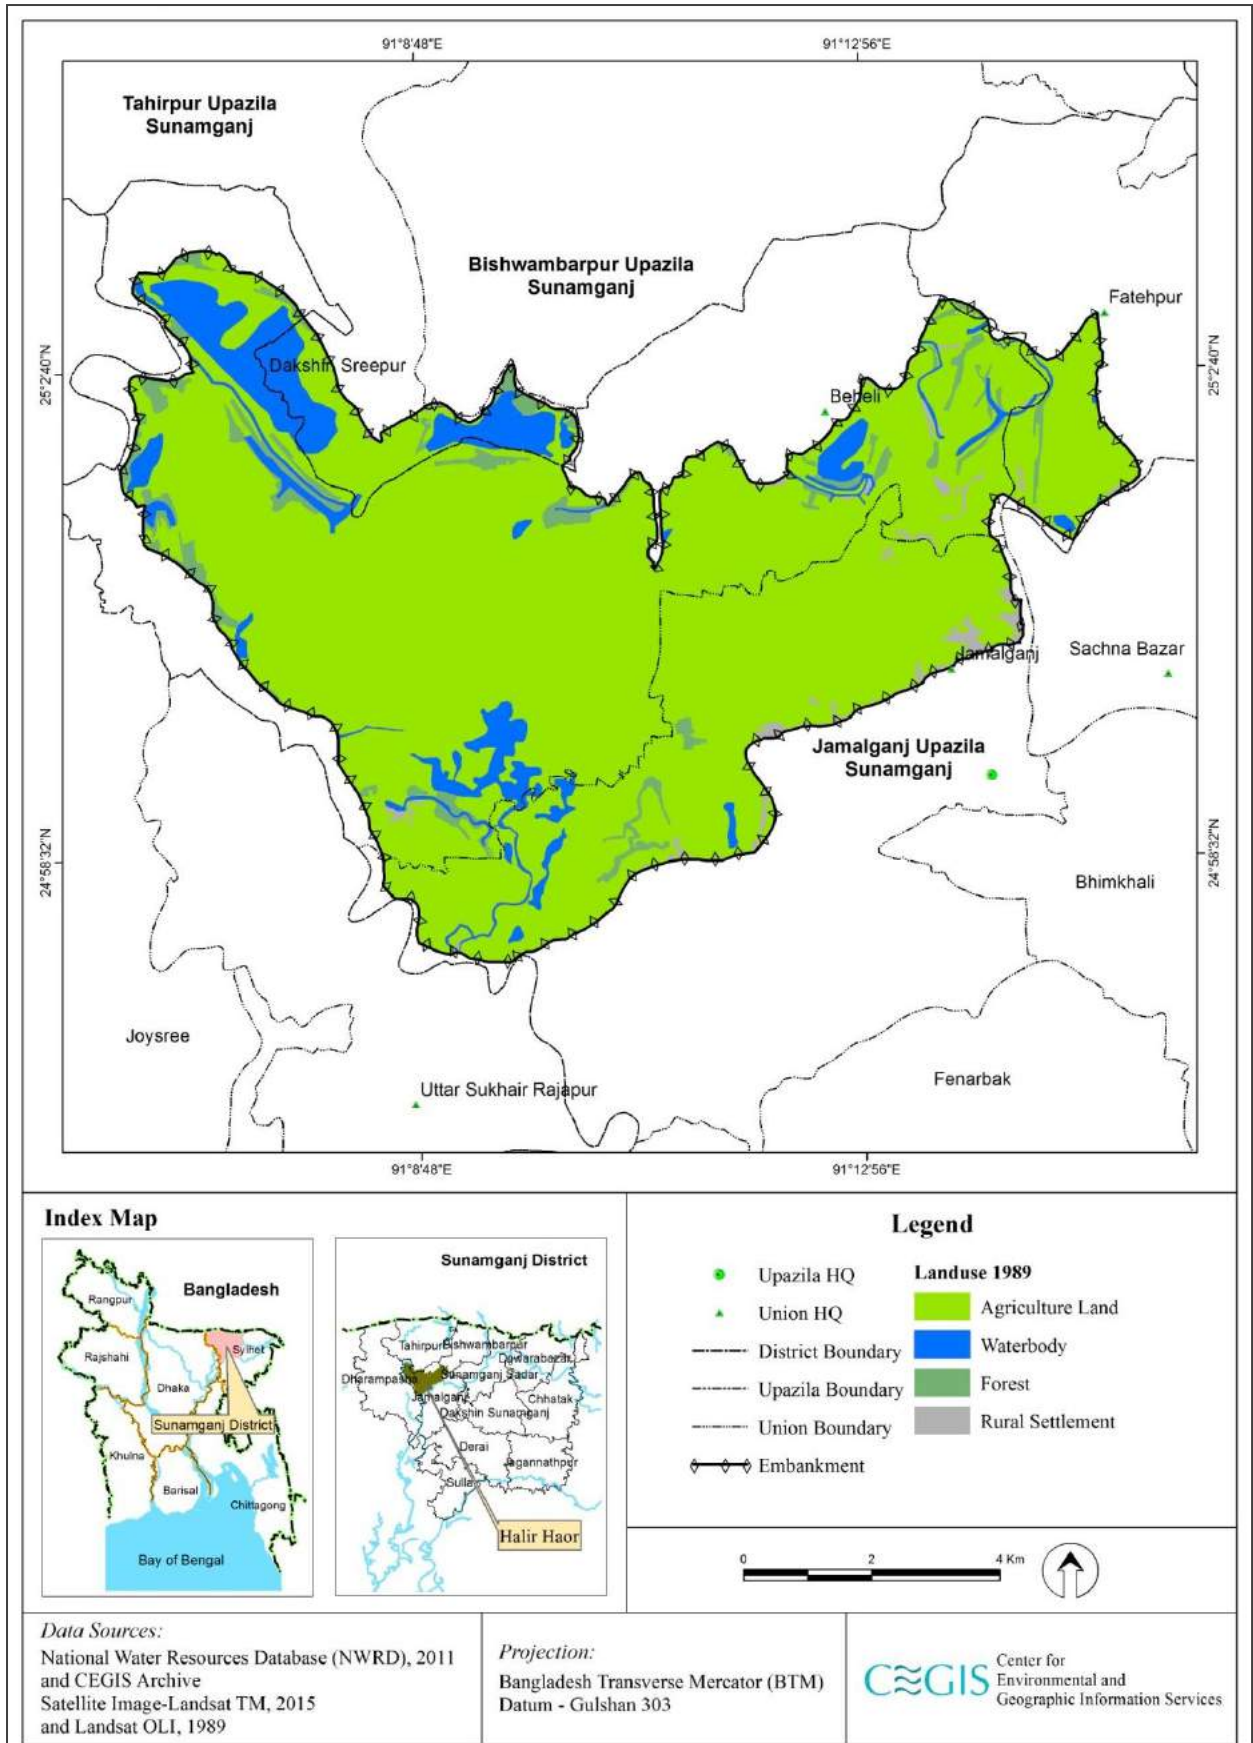 91°8'48"E
91°12'56"E
Tahirpur Upazila
Sunamganj
Bishwambarpur Upazila
Sunamganj
Fatehpur
25°2'40"N
25°2'40"N
Dakshin Sreepur
Beheli
Jamalganj
Sachna Bazar
Jamalganj Upazila
Sunamganj
24°58'32"N
24°58'32"N
Bhimkhali
Joysree
Fenarbak
Uttar Sukhair Rajapur
91°8'48"E
91°12'56"E
Index Map
Bangladesh
Rangpur
Rajshahi
Sylhet
Dhaka
Sunamganj District
Khulna
Barisal
Chittagong
Bay of Bengal
Sunamganj District
Tahirpur
Bishwambarpur
Dowarabazar
Dharampasha
Sunamganj Sadar
Jamalganj
Chhatak
Dakshin Sunamganj
Derai
Jagannathpur
Sulla
Halir Haor
Legend
Upazila HQ
Union HQ
District Boundary
Upazila Boundary
Union Boundary
Embankment
Landuse 1989
Agriculture Land
Waterbody
Forest
Rural Settlement
0 2 4 Km
Data Sources:
National Water Resources Database (NWRD), 2011
and CEGIS Archive
Satellite Image-Landsat TM, 2015
and Landsat OLI, 1989
Projection:
Bangladesh Transverse Mercator (BTM)
Datum - Gulshan 303
CEGIS
Center for
Environmental and
Geographic Information Services